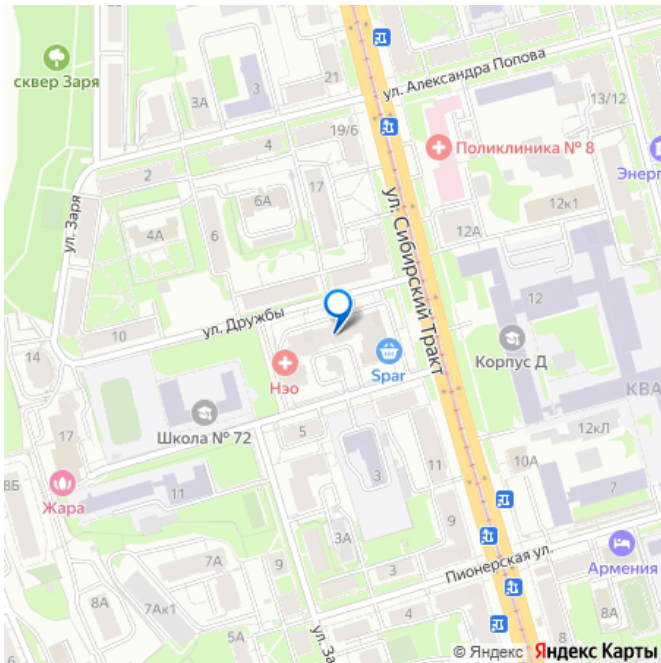 сквер Заря
21
ул. Александра Попова
3
3А
13/12
19/6
4
Поликлиника № 8
2
17
Энерг
6А
12к1
ул. Заря
ул. Сибирский Тракт
4А
6
12А
12
ул. Дружбы
10
14
Корпус Д
Нэо
Spar
КВА
Школа № 72
5
12кЛ
17
11
10А
3
8Б
Жара
11
7
9
3А
Армения
7А
3
Пионерская ул.
8А
7Ак1
9
8А
5А
ул. За
8
© Яндекс Яндекс Карты